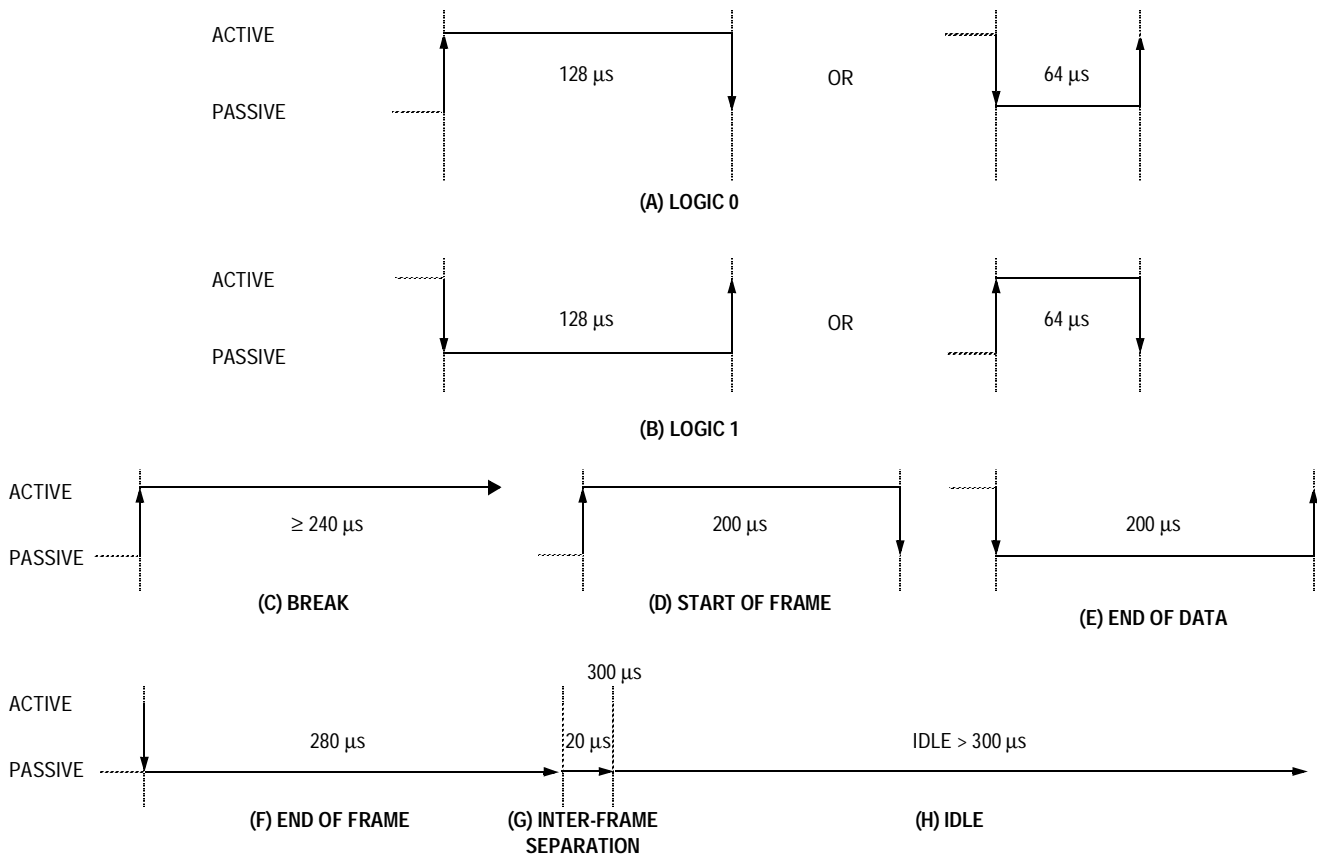 ACTIVE
128 µs
OR
64 µs
PASSIVE
(A) LOGIC 0
ACTIVE
128 µs
OR
64 µs
PASSIVE
(B) LOGIC 1
ACTIVE
≥ 240 µs
200 µs
200 µs
PASSIVE
(C) BREAK
(D) START OF FRAME
(E) END OF DATA
300 µs
ACTIVE
280 µs
20 µs
IDLE > 300 µs
PASSIVE
(F) END OF FRAME
(G) INTER-FRAME
SEPARATION
(H) IDLE